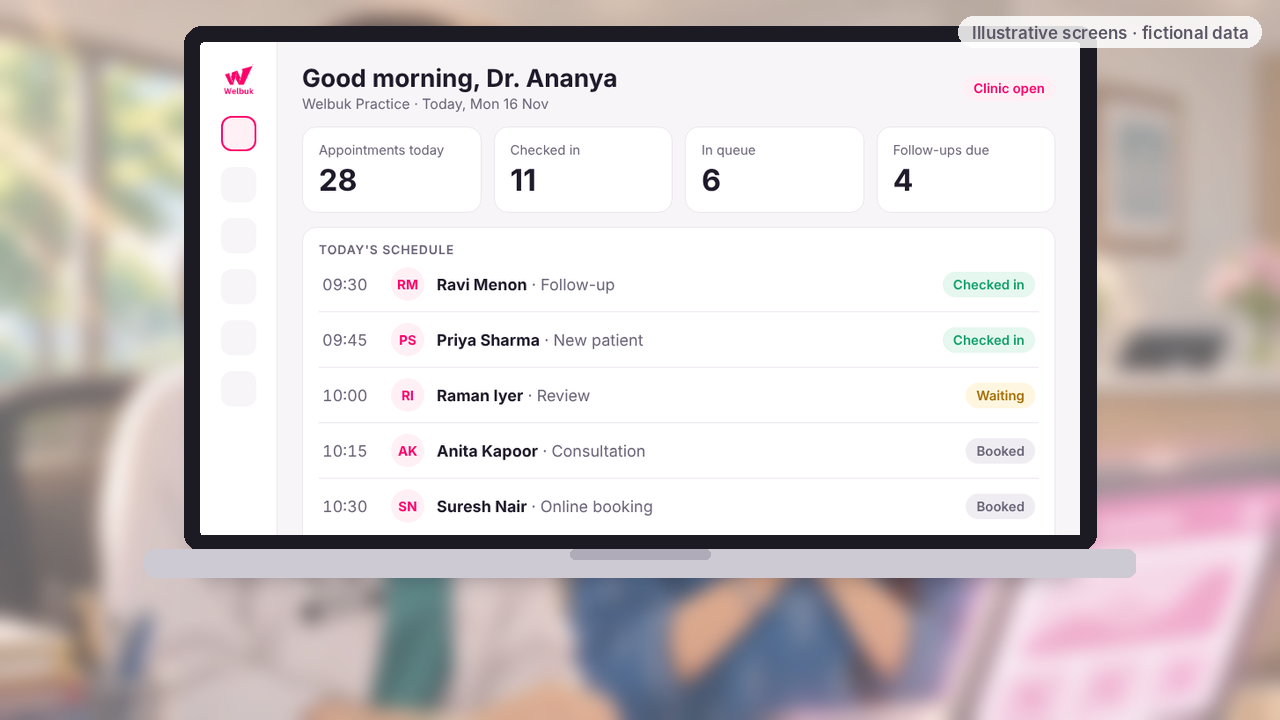 Illustrative screens · fictional data
Welbuk
Good morning, Dr. Ananya
Welbuk Practice · Today, Mon 16 Nov
Clinic open
Appointments today
28
Checked in
11
In queue
6
Follow-ups due
4
TODAY'S SCHEDULE
09:30 RM Ravi Menon · Follow-up Checked in
09:45 PS Priya Sharma · New patient Checked in
10:00 RI Raman Iyer · Review Waiting
10:15 AK Anita Kapoor · Consultation Booked
10:30 SN Suresh Nair · Online booking Booked